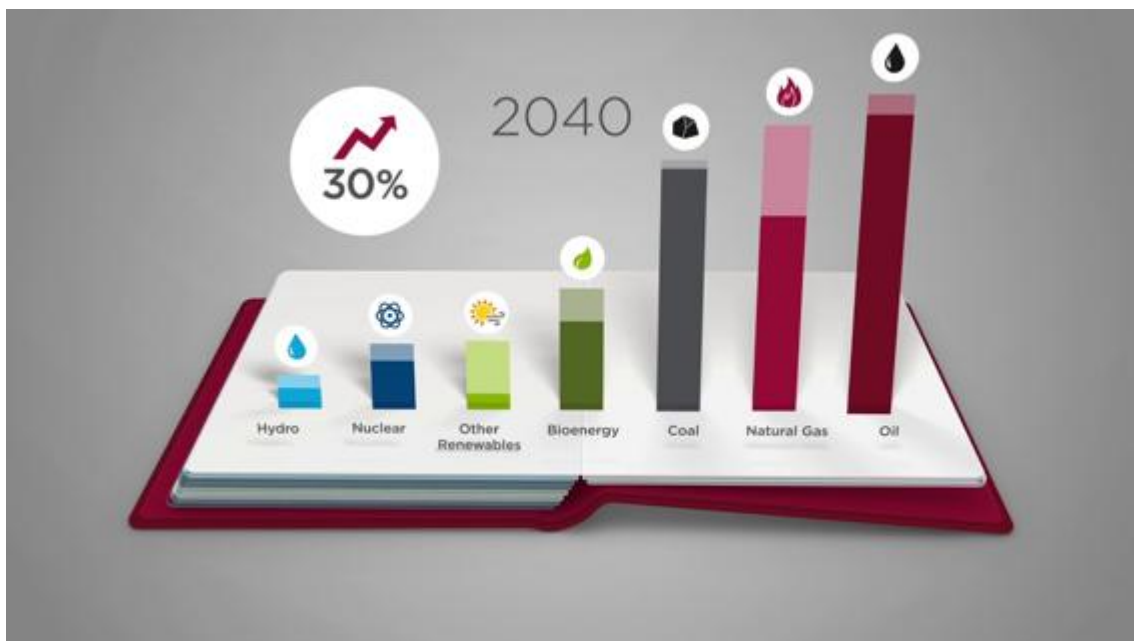 2040
30%
Hydro
Nuclear
Other
Renewables
Bioenergy
Coal
Natural Gas
Oil